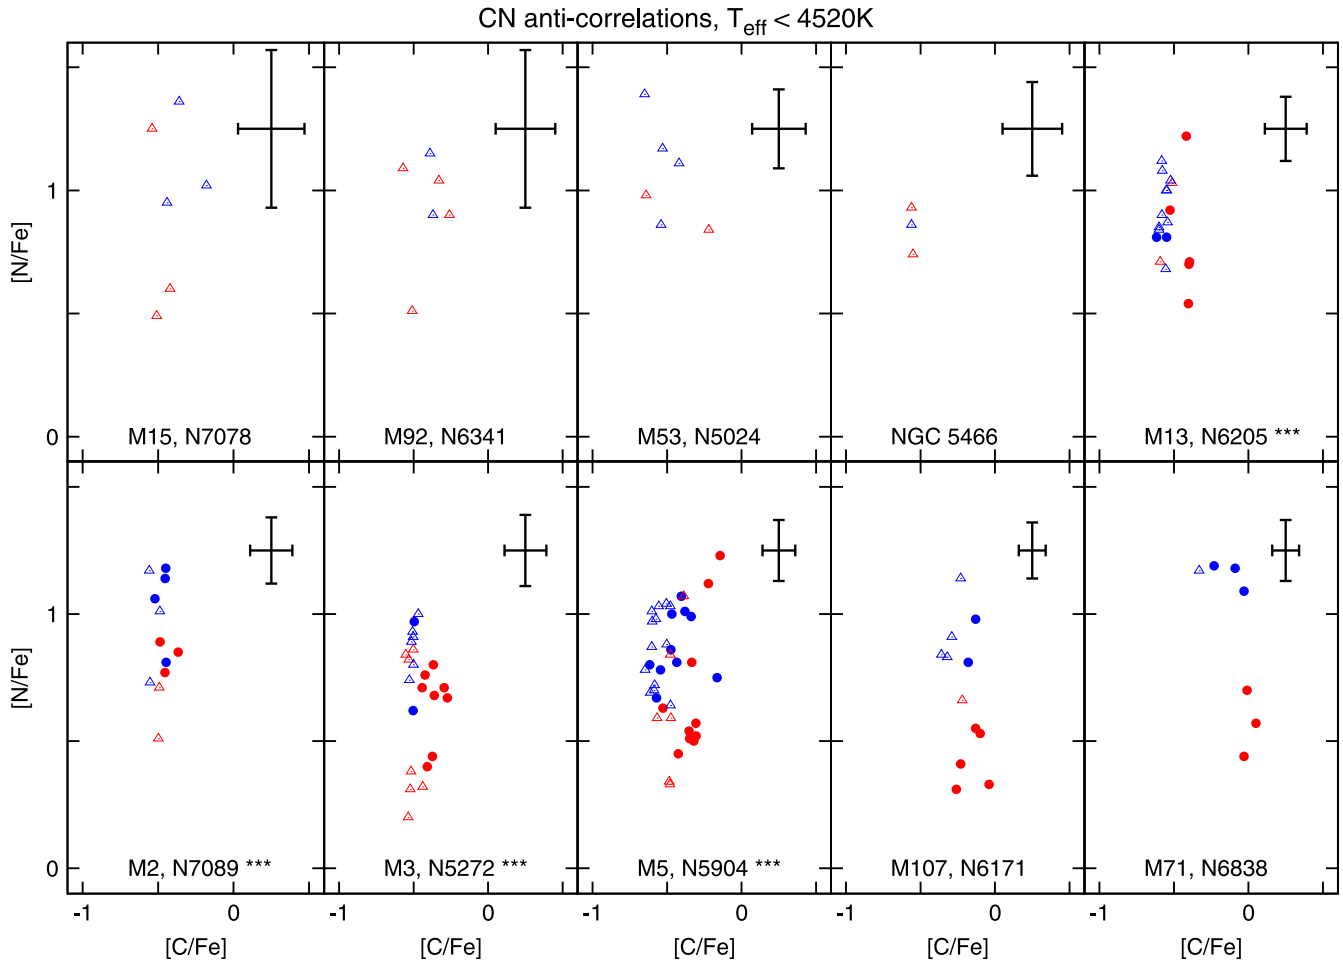 CN anti-correlations, Teff < 4520K
[N/Fe]
1
0
M15, N7078
M92, N6341
M53, N5024
NGC 5466
M13, N6205 ***
[N/Fe]
1
0
M2, N7089 ***
M3, N5272 ***
M5, N5904 ***
M107, N6171
M71, N6838
-1 0 -1 0 -1 0 -1 0 -1 0
[C/Fe] [C/Fe] [C/Fe] [C/Fe] [C/Fe]